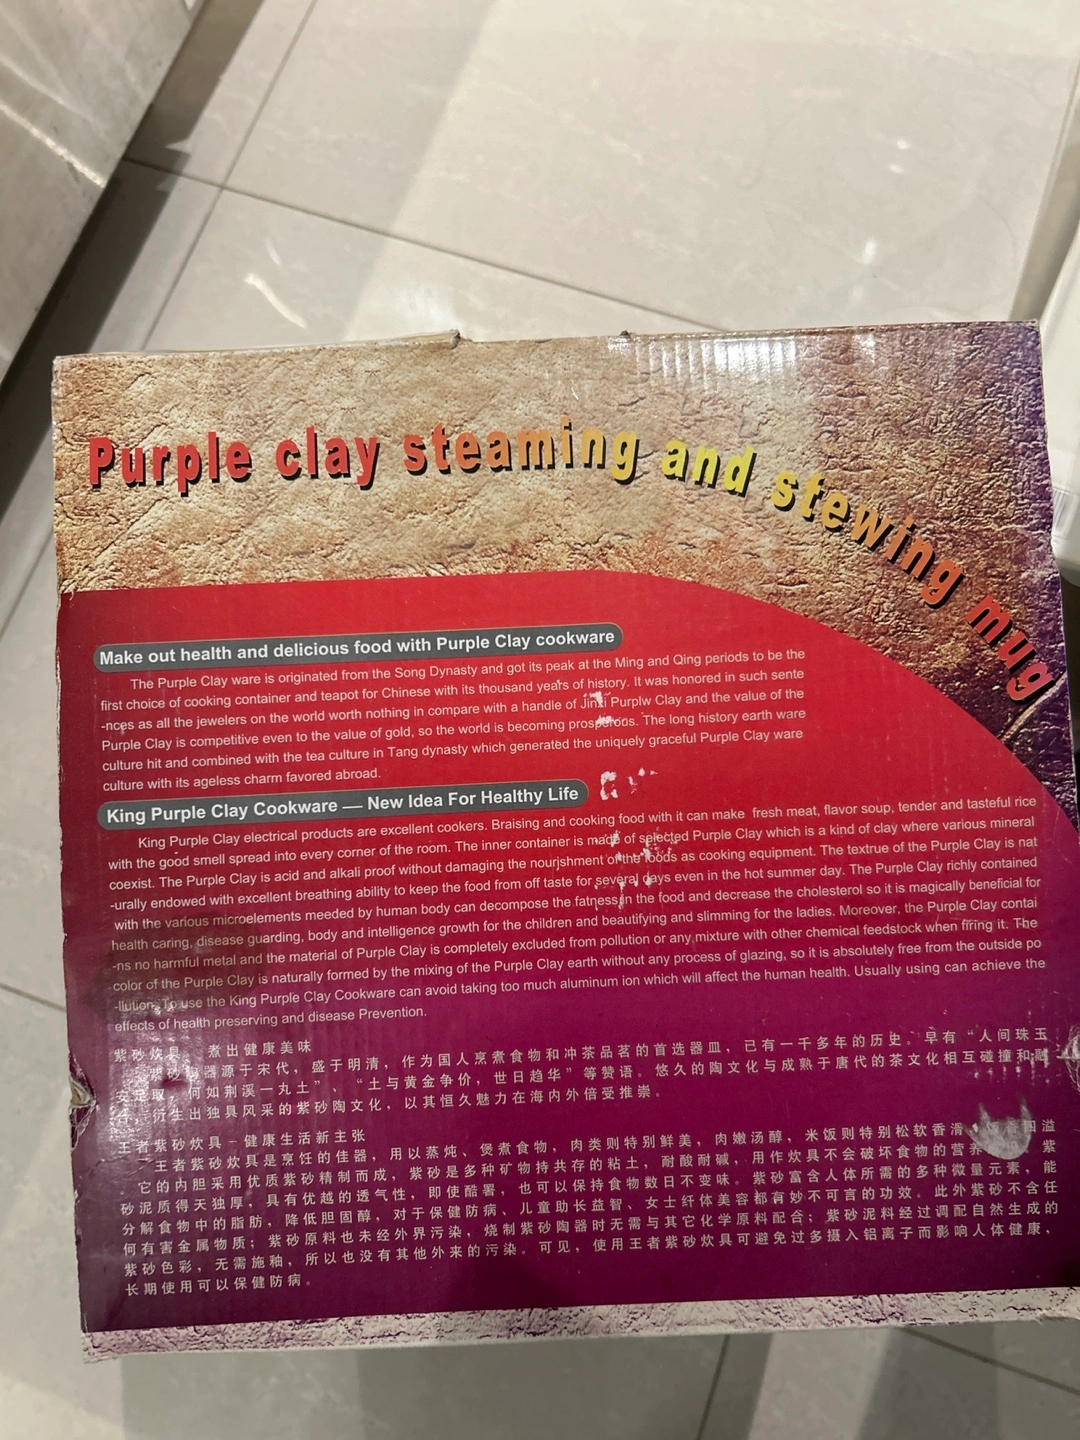 Purple clay steaming and stewing mug
Make out health and delicious food with Purple Clay cookware
The Purple Clay ware is originated from the Song Dynasty and got its peak at the Ming and Qing periods to be the
first choice of cooking container and teapot for Chinese with its thousand years of history. It was honored in such sente
-nces as all the jewelers on the world worth nothing in compare with a handle of Jinxi Purplw Clay and the value of the
Purple Clay is competitive even to the value of gold, so the world is becoming prosperous. The long history earth ware
culture hit and combined with the tea culture in Tang dynasty which generated the uniquely graceful Purple Clay ware
culture with its ageless charm favored abroad.
King Purple Clay Cookware — New Idea For Healthy Life
King Purple Clay electrical products are excellent cookers. Braising and cooking food with it can make fresh meat, flavor soup, tender and tasteful rice
with the good smell spread into every corner of the room. The inner container is made of selected Purple Clay which is a kind of clay where various mineral
coexist. The Purple Clay is acid and alkali proof without damaging the nourishment of the foods as cooking equipment. The textrue of the Purple Clay is nat
-urally endowed with excellent breathing ability to keep the food from off taste for several days even in the hot summer day. The Purple Clay richly contained
with the various microelements meeded by human body can decompose the fatness in the food and decrease the cholesterol so it is magically beneficial for
health caring, disease guarding, body and intelligence growth for the children and beautifying and slimming for the ladies. Moreover, the Purple Clay contai
-ns no harmful metal and the material of Purple Clay is completely excluded from pollution or any mixture with other chemical feedstock when firing it. The
color of the Purple Clay is naturally formed by the mixing of the Purple Clay earth without any process of glazing, so it is absolutely free from the outside po
-llution. To use the King Purple Clay Cookware can avoid taking too much aluminum ion which will affect the human health. Usually using can achieve the
effects of health preserving and disease Prevention.
紫砂炊具，煮出健康美味
紫砂 器源于宋代，盛于明清，作为国人烹煮食物和冲茶品茗的首选器皿，已有一千多年的历史。早有“人间珠玉
安足取，何如荆溪一丸土”，“土与黄金争价，世日趋华”等赞语。悠久的陶文化与成熟于唐代的茶文化相互碰撞和融
衍生出独具风采的紫砂陶文化，以其恒久魅力在海内外倍受推崇。
王者紫砂炊具－健康生活新主张
王者紫砂炊具是烹饪的佳器，用以蒸炖、煲煮食物，肉类则特别鲜美，肉嫩汤醇，米饭则特别松软香滑， 溢
。它的内胆采用优质紫砂精制而成，紫砂是多种矿物持共存的粘土，耐酸耐碱，用作炊具不会破坏食物的营养 紫
砂泥质得天独厚，具有优越的透气性，即使酷署，也可以保持食物数日不变味。紫砂富含人体所需的多种微量元素，能
分解食物中的脂肪，降低胆固醇，对于保健防病、儿童助长益智、女士纤体美容都有妙不可言的功效。此外紫砂不含任
何有害金属物质；紫砂原料也未经外界污染，烧制紫砂陶器时无需与其它化学原料配合；紫砂泥料经过调配自然生成的
紫砂色彩，无需施釉，所以也没有其他外来的污染。可见，使用王者紫砂炊具可避免过多摄入铝离子而影响人体健康，
长期使用可以保健防病。